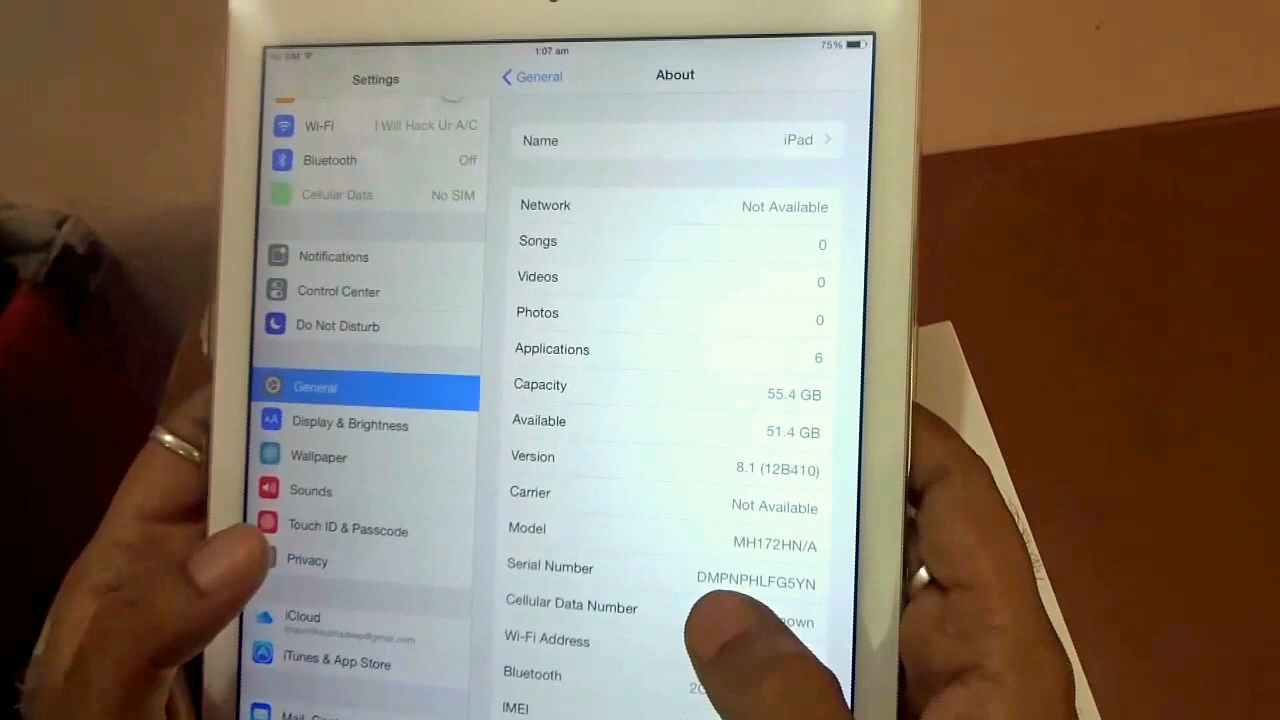 No SIM
1:07 am
75%
Settings
General
About
Wi-Fi I Will Hack Ur A/C
Bluetooth Off
Cellular Data No SIM
Notifications
Control Center
Do Not Disturb
General
Display & Brightness
Wallpaper
Sounds
Touch ID & Passcode
Privacy
iCloud
iTunes & App Store
Mail,
Name iPad
Network Not Available
Songs 0
Videos 0
Photos 0
Applications 6
Capacity 55.4 GB
Available 51.4 GB
Version 8.1 (12B410)
Carrier Not Available
Model MH172HN/A
Serial Number DMPNPHLFG5YN
Cellular Data Number
Wi-Fi Address
Bluetooth
IMEI